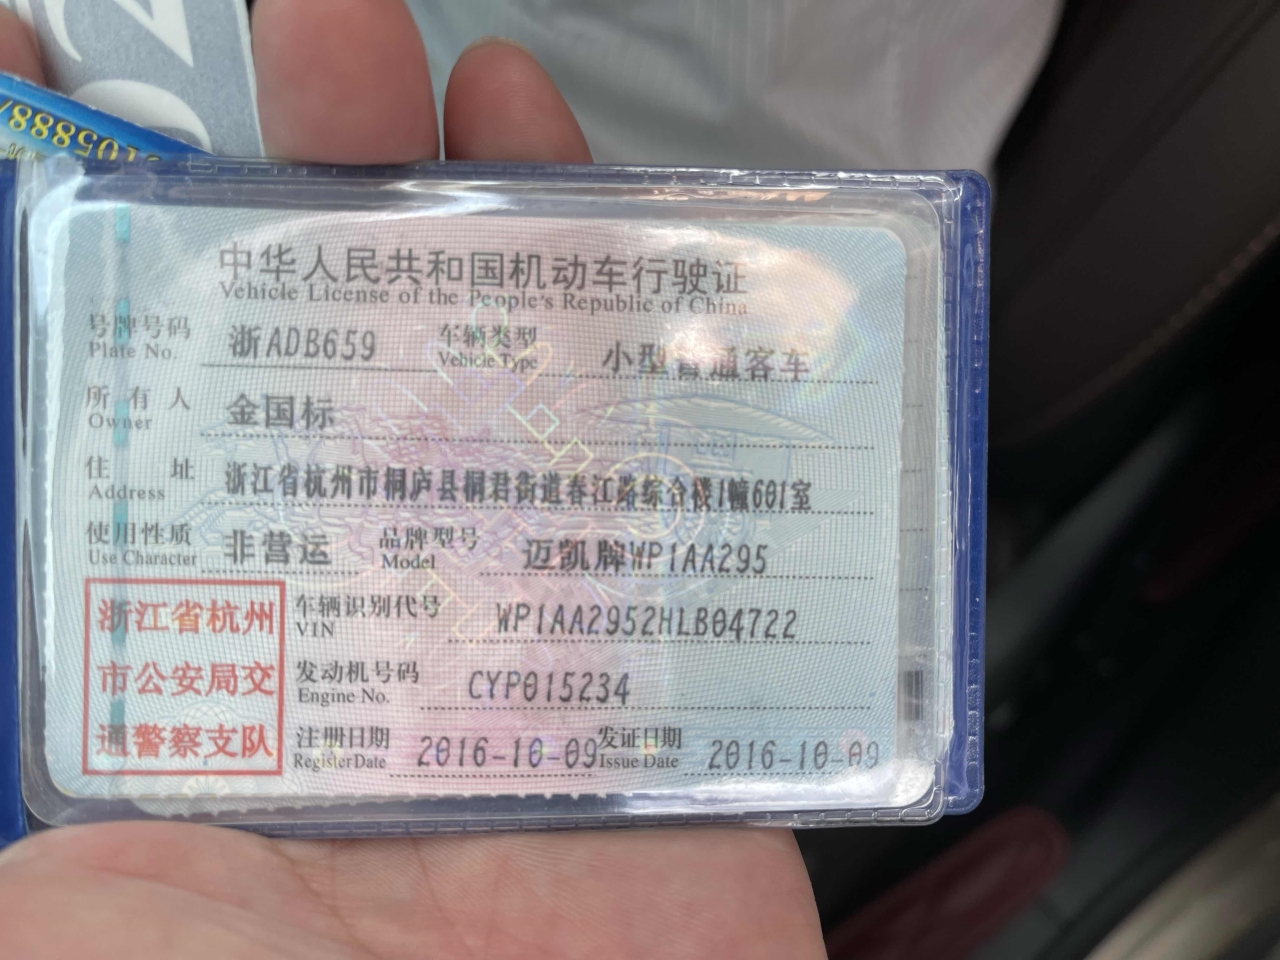 中华人民共和国机动车行驶证
Vehicle License of the People's Republic of China
号牌号码 浙ADB659 车辆类型 小型普通客车
Plate No. Vehicle Type
所有人 金国标
Owner
住址 浙江省杭州市桐庐县桐君街道春江路综合楼1幢601室
Address
使用性质 非营运 品牌型号 迈凯牌WP1AA295
Use Character Model
浙江省杭州
市公安局交
通警察支队
车辆识别代号 WP1AA2952HLB04722
VIN
发动机号码 CYP015234
Engine No.
注册日期 2016-10-09 发证日期 2016-10-09
Register Date Issue Date